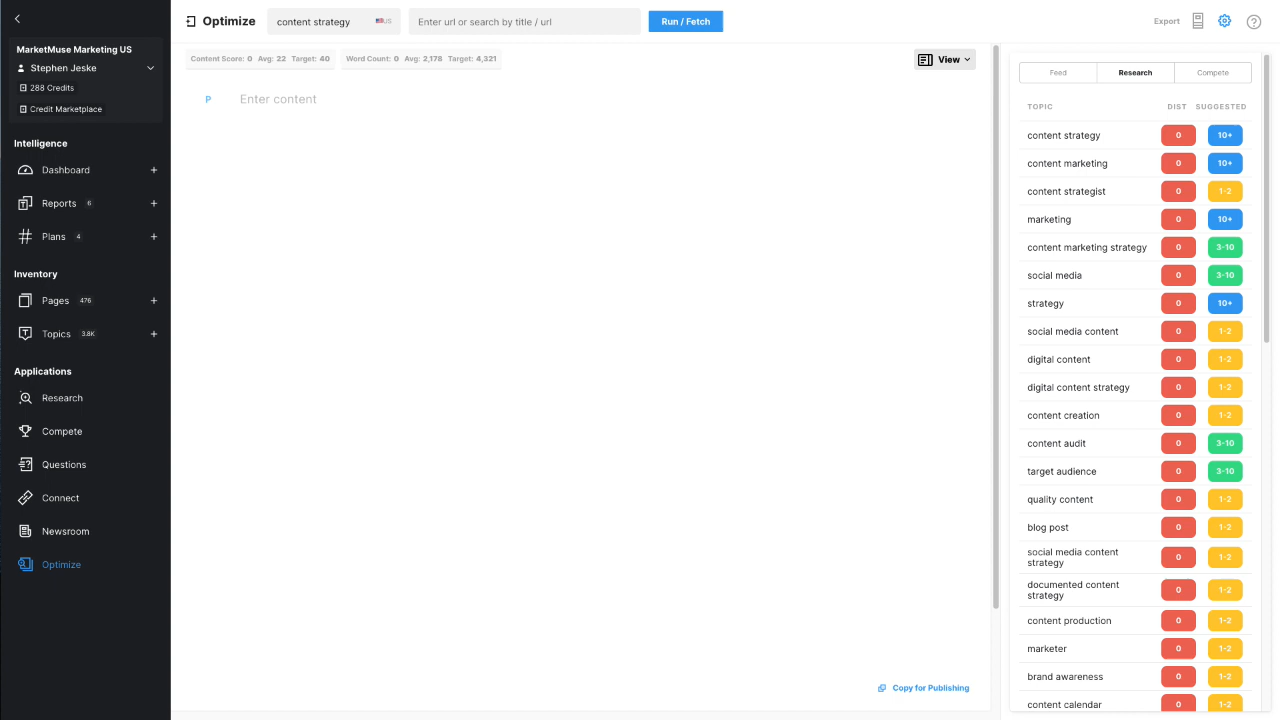 MarketMuse Marketing US
Stephen Jeske
288 Credits
Credit Marketplace
Intelligence
Dashboard +
Reports 6 +
Plans 4 +
Inventory
Pages 476 +
Topics 3.8K +
Applications
Research
Compete
Questions
Connect
Newsroom
Optimize
Optimize content strategy US Enter url or search by title / url Run / Fetch Export
Content Score: 0 Avg: 22 Target: 40 Word Count: 0 Avg: 2,178 Target: 4,321 View
P Enter content
Copy for Publishing
Feed Research Compete
TOPIC DIST SUGGESTED
content strategy 0 10+
content marketing 0 10+
content strategist 0 1-2
marketing 0 10+
content marketing strategy 0 3-10
social media 0 3-10
strategy 0 10+
social media content 0 1-2
digital content 0 1-2
digital content strategy 0 1-2
content creation 0 1-2
content audit 0 3-10
target audience 0 3-10
quality content 0 1-2
blog post 0 1-2
social media content
strategy 0 1-2
documented content
strategy 0 1-2
content production 0 1-2
marketer 0 1-2
brand awareness 0 1-2
content calendar 0 1-2